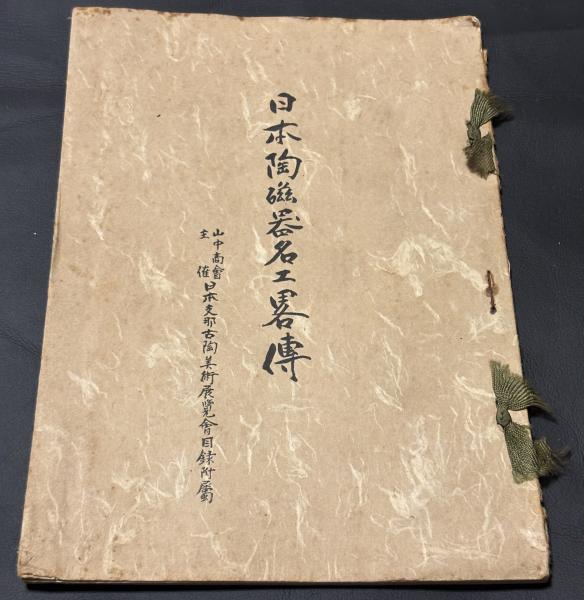 日本陶磁器名工畧傳
山中商會
主催
日本支那古陶美術展覽會目録附屬